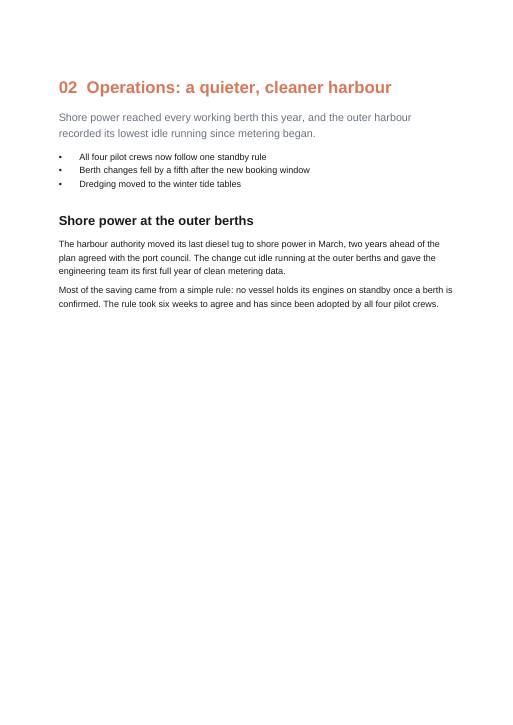 02 Operations: a quieter, cleaner harbour
Shore power reached every working berth this year, and the outer harbour
recorded its lowest idle running since metering began.
• All four pilot crews now follow one standby rule
• Berth changes fell by a fifth after the new booking window
• Dredging moved to the winter tide tables
Shore power at the outer berths
The harbour authority moved its last diesel tug to shore power in March, two years ahead of the
plan agreed with the port council. The change cut idle running at the outer berths and gave the
engineering team its first full year of clean metering data.
Most of the saving came from a simple rule: no vessel holds its engines on standby once a berth is
confirmed. The rule took six weeks to agree and has since been adopted by all four pilot crews.